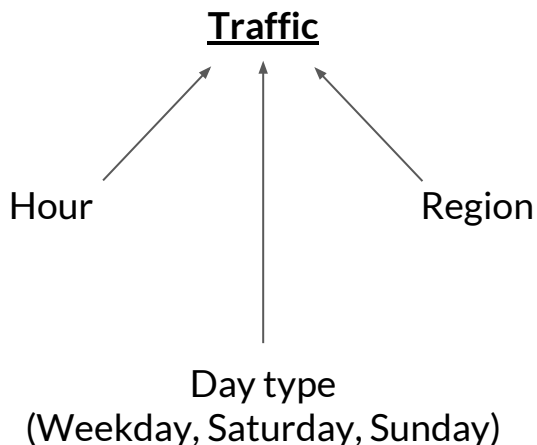 Traffic
Hour
Region
Day type
(Weekday, Saturday, Sunday)